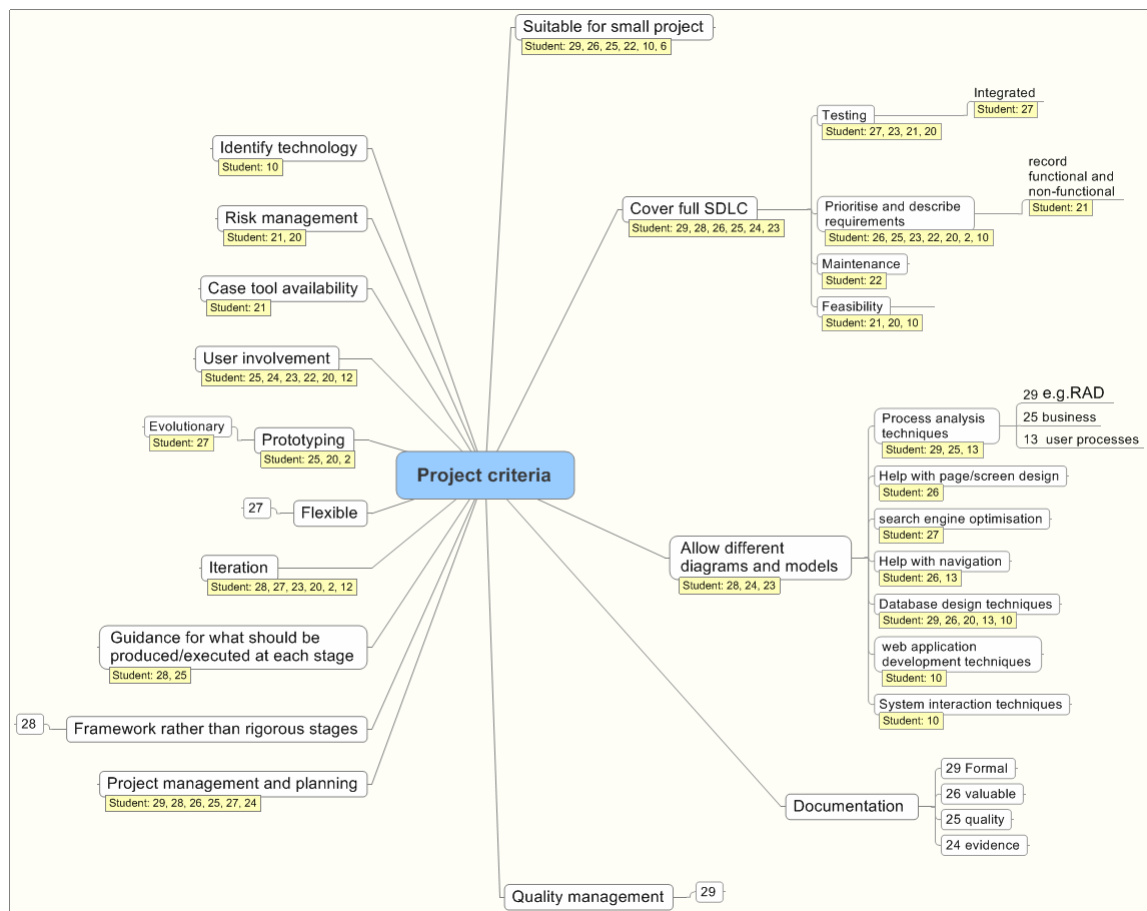 Suitable for small project
Student: 29, 26, 25, 22, 10, 6
Identify technology
Student: 10
Risk management
Student: 21, 20
Case tool availability
Student: 21
User involvement
Student: 25, 24, 23, 22, 20, 12
Evolutionary
Student: 27
Prototyping
Student: 25, 20, 2
27
Flexible
Iteration
Student: 28, 27, 23, 20, 2, 12
Guidance for what should be
produced/executed at each stage
Student: 28, 25
28
Framework rather than rigorous stages
Project management and planning
Student: 29, 28, 26, 25, 27, 24
Project criteria
Cover full SDLC
Student: 29, 28, 26, 25, 24, 23
Testing
Student: 27, 23, 21, 20
Integrated
Student: 27
Prioritise and describe
requirements
Student: 26, 25, 23, 22, 20, 2, 10
record
functional and
non-functional
Student: 21
Maintenance
Student: 22
Feasibility
Student: 21, 20, 10
Allow different
diagrams and models
Student: 28, 24, 23
Process analysis
techniques
Student: 29, 25, 13
29 e.g.RAD
25 business
13 user processes
Help with page/screen design
Student: 26
search engine optimisation
Student: 27
Help with navigation
Student: 26, 13
Database design techniques
Student: 29, 26, 20, 13, 10
web application
development techniques
Student: 10
System interaction techniques
Student: 10
Documentation
29 Formal
26 valuable
25 quality
24 evidence
Quality management
29